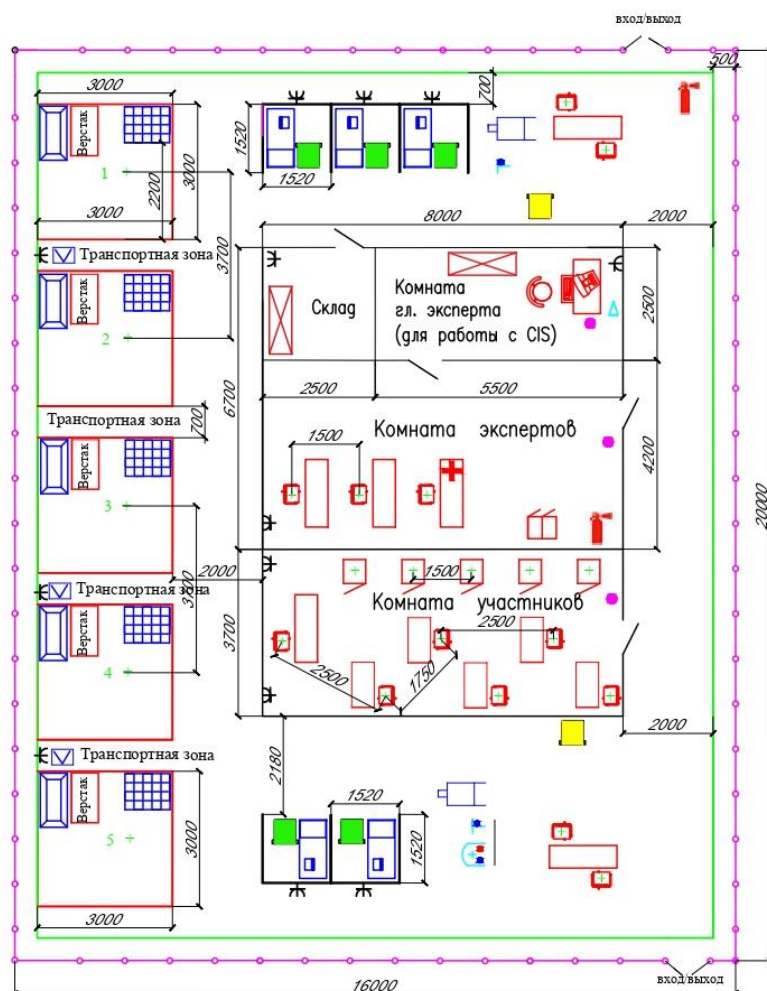 вход/выход
500
3000
700
Верстак
1
2200
3000
1520
1520
3000
8000
2000
Транспортная зона
3700
Верстак
2
Склад
Комната
гл. эксперта
(для работы с CIS)
2500
2500
5500
Транспортная зона
700
6700
Комната экспертов
4200
1500
Верстак
3
20000
2000
1500
Транспортная зона
3700
Комната участников
3700
2500
Верстак
4
2500
1750
2000
Транспортная зона
2180
Верстак
5
3000
1520
1520
3000
вход/выход
16000